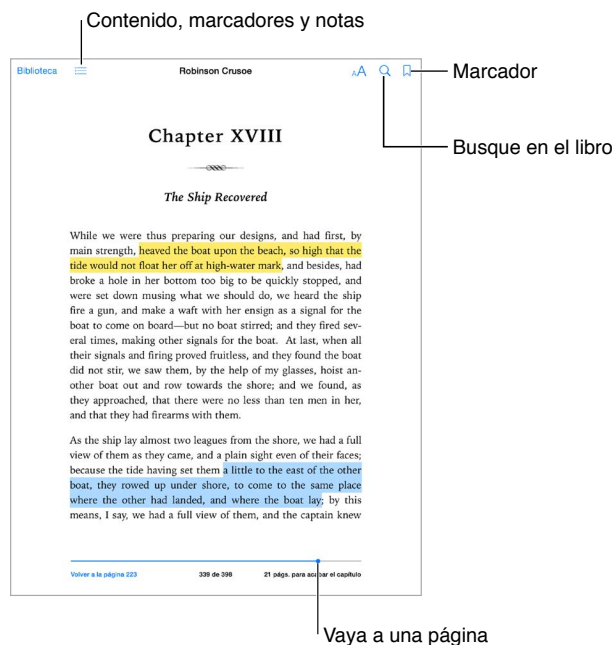 Contenido, marcadores y notas
Biblioteca
Robinson Crusoe
AA
Marcador
Busque en el libro
Chapter XVIII
The Ship Recovered
While we were thus preparing our designs, and had first, by
main strength, heaved the boat upon the beach, so high that the
tide would not float her off at high-water mark, and besides, had
broke a hole in her bottom too big to be quickly stopped, and
were set down musing what we should do, we heard the ship
fire a gun, and make a waft with her ensign as a signal for the
boat to come on board—but no boat stirred; and they fired sev-
eral times, making other signals for the boat. At last, when all
their signals and firing proved fruitless, and they found the boat
did not stir, we saw them, by the help of my glasses, hoist an-
other boat out and row towards the shore; and we found, as
they approached, that there were no less than ten men in her,
and that they had firearms with them.
As the ship lay almost two leagues from the shore, we had a full
view of them as they came, and a plain sight even of their faces;
because the tide having set them a little to the east of the other
boat, they rowed up under shore, to come to the same place
where the other had landed, and where the boat lay; by this
means, I say, we had a full view of them, and the captain knew
Volver a la página 223
339 de 398
21 págs. para acabar el capítulo
Vaya a una página